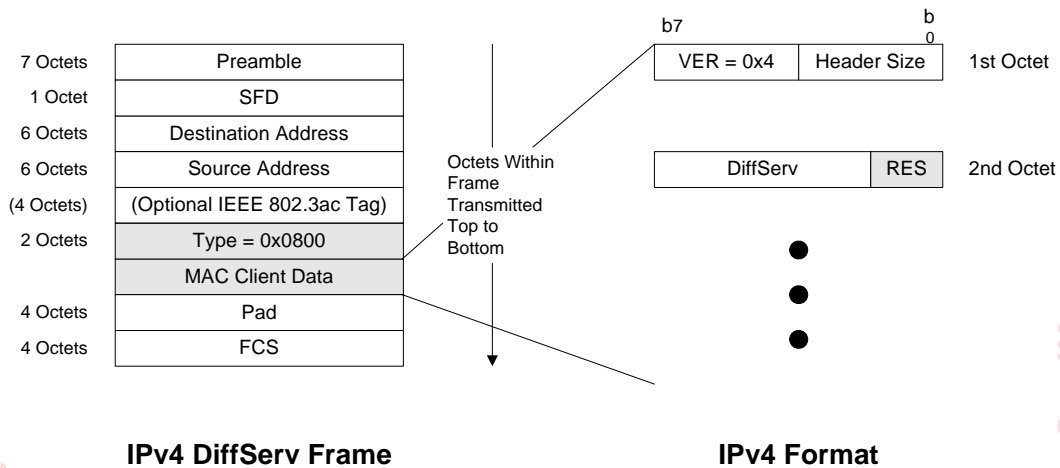 b7
b
0
7 Octets Preamble
1 Octet SFD
6 Octets Destination Address
6 Octets Source Address
(4 Octets) (Optional IEEE 802.3ac Tag)
2 Octets Type = 0x0800
MAC Client Data
4 Octets Pad
4 Octets FCS
Octets Within
Frame
Transmitted
Top to
Bottom
VER = 0x4 Header Size 1st Octet
DiffServ RES 2nd Octet
IPv4 DiffServ Frame
IPv4 Format